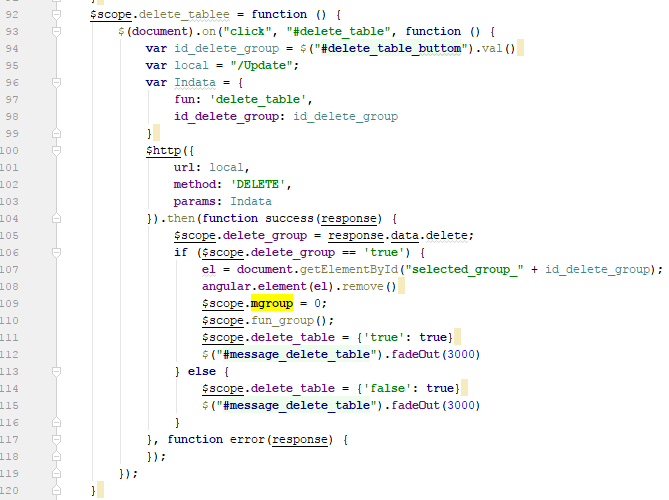 92 $scope.delete_tablee = function () {
93 $(document).on("click", "#delete_table", function () {
94 var id_delete_group = $("#delete_table_buttom").val()
95 var local = "/Update";
96 var Indata = {
97 fun: 'delete_table',
98 id_delete_group: id_delete_group
99 }
100 $http({
101 url: local,
102 method: 'DELETE',
103 params: Indata
104 }).then(function success(response) {
105 $scope.delete_group = response.data.delete;
106 if ($scope.delete_group == 'true') {
107 el = document.getElementById("selected_group_" + id_delete_group);
108 angular.element(el).remove()
109 $scope.mgroup = 0;
110 $scope.fun_group();
111 $scope.delete_table = {'true': true}
112 $("#message_delete_table").fadeOut(3000)
113 } else {
114 $scope.delete_table = {'false': true}
115 $("#message_delete_table").fadeOut(3000)
116 }
117 }, function error(response) {
118 });
119 });
120 }